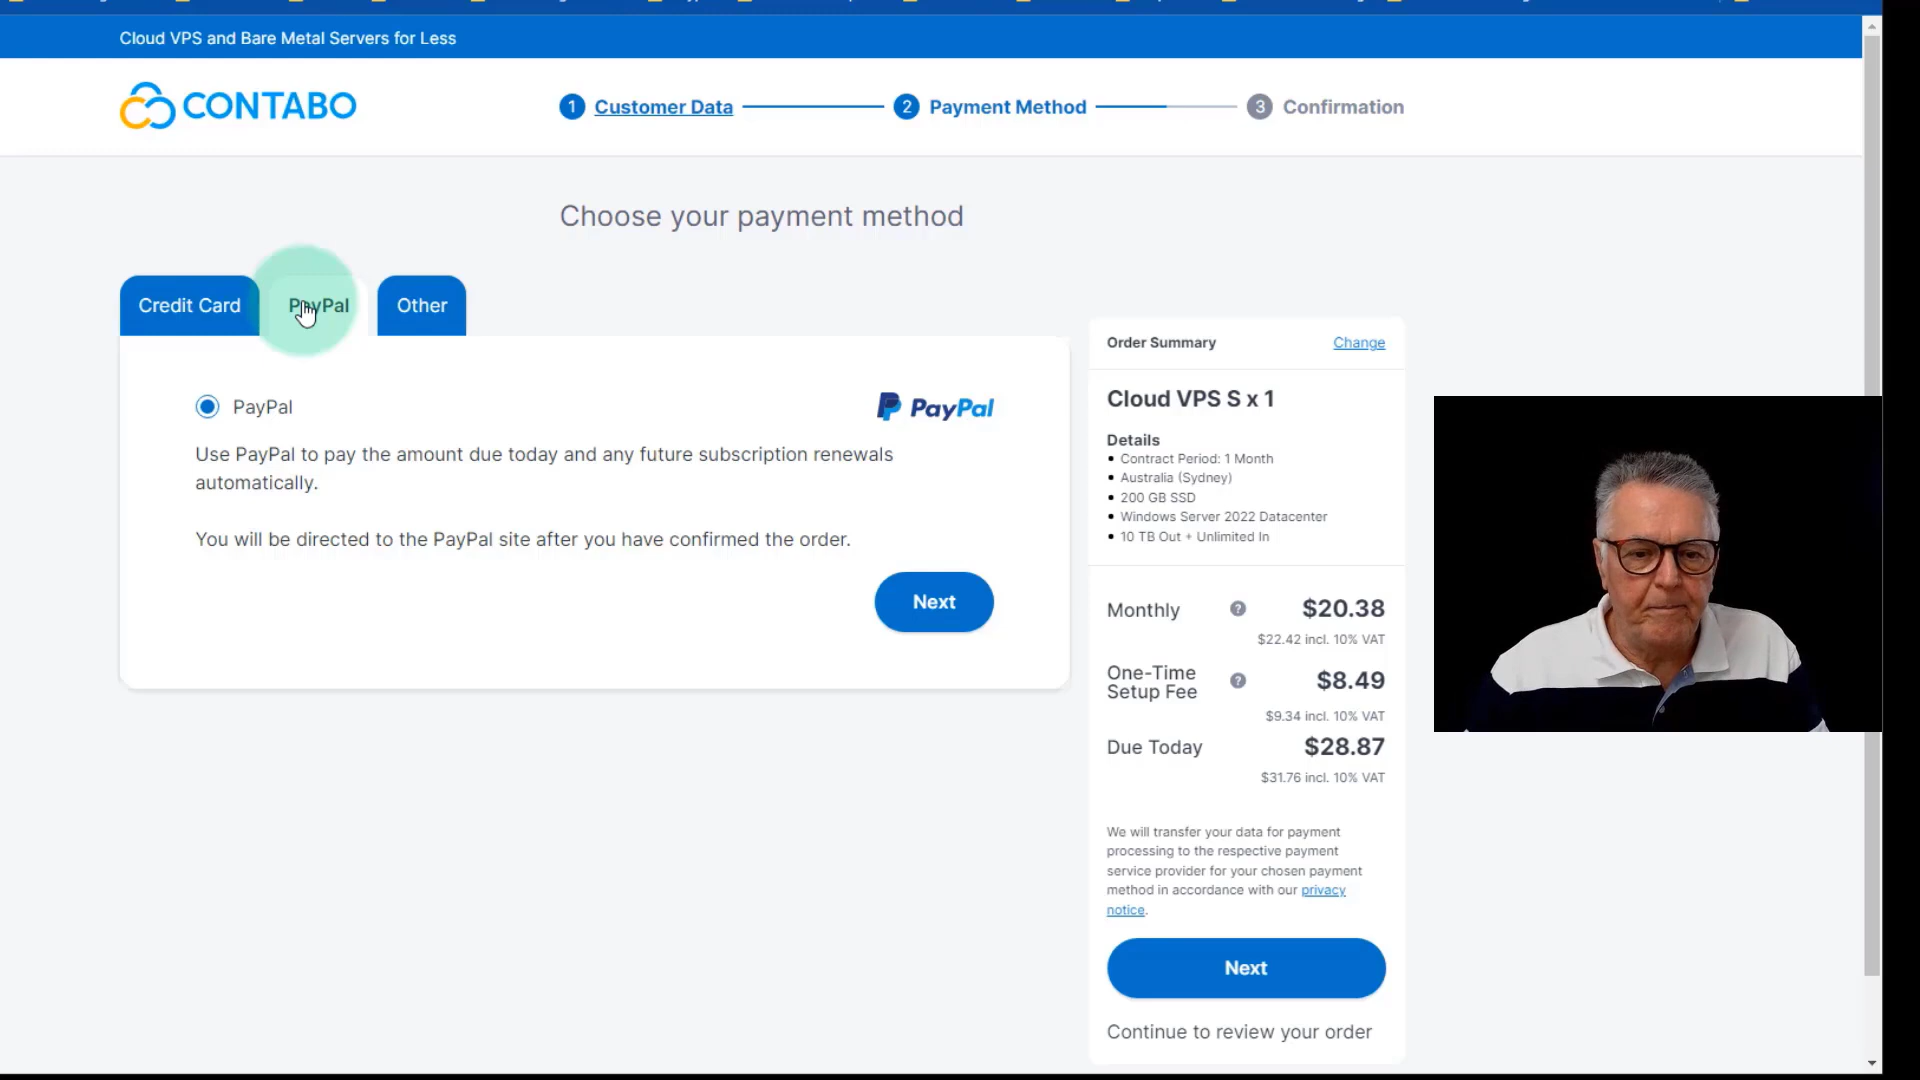 Cloud VPS and Bare Metal Servers for Less
CONTABO
1 Customer Data
2 Payment Method
3 Confirmation
Choose your payment method
Credit Card
PayPal
Other
PayPal
PayPal
Use PayPal to pay the amount due today and any future subscription renewals
automatically.
You will be directed to the PayPal site after you have confirmed the order.
Next
Order Summary
Change
Cloud VPS S x 1
Details
Contract Period: 1 Month
Australia (Sydney)
200 GB SSD
Windows Server 2022 Datacenter
10 TB Out + Unlimited In
Monthly ? $20.38
$22.42 incl. 10% VAT
One-Time
Setup Fee ? $8.49
$9.34 incl. 10% VAT
Due Today $28.87
$31.76 incl. 10% VAT
We will transfer your data for payment
processing to the respective payment
service provider for your chosen payment
method in accordance with our privacy
notice.
Next
Continue to review your order